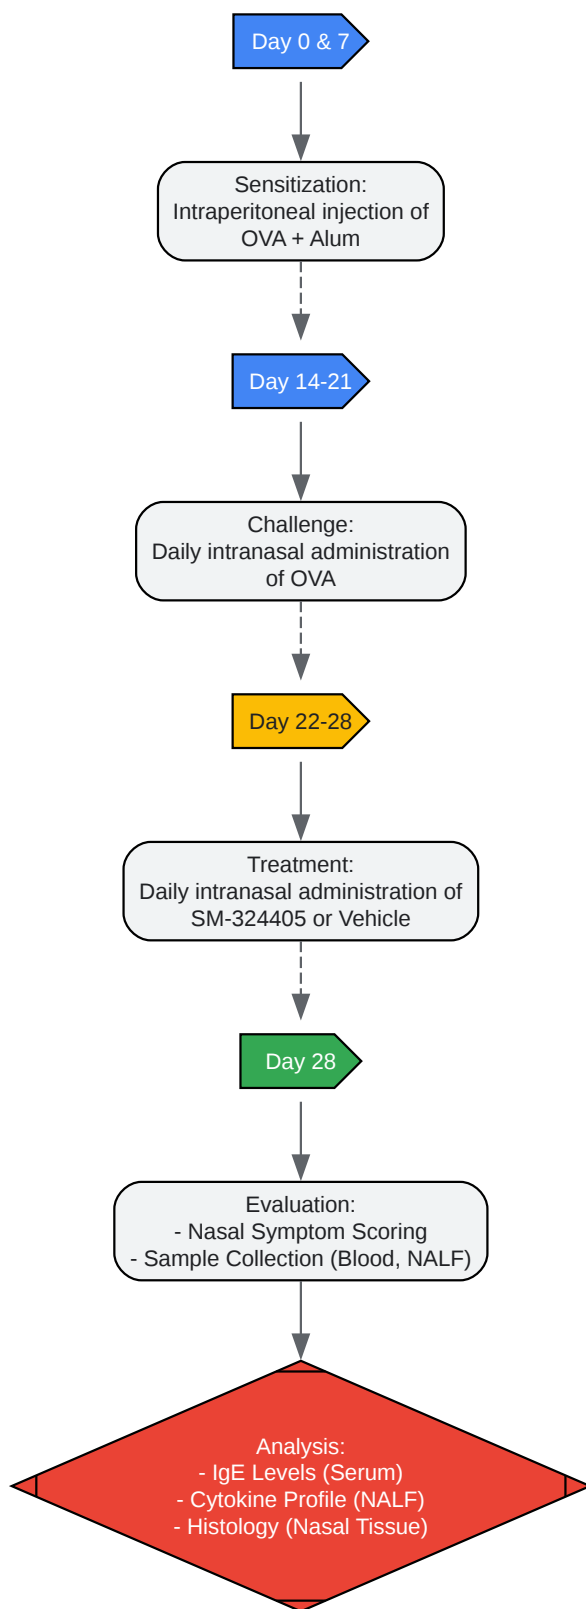 Day 0 & 7
Sensitization:
Intraperitoneal injection of
OVA + Alum
Day 14-21
Challenge:
Daily intranasal administration
of OVA
Day 22-28
Treatment:
Daily intranasal administration of
SM-324405 or Vehicle
Day 28
Evaluation:
- Nasal Symptom Scoring
- Sample Collection (Blood, NALF)
Analysis:
- IgE Levels (Serum)
- Cytokine Profile (NALF)
- Histology (Nasal Tissue)